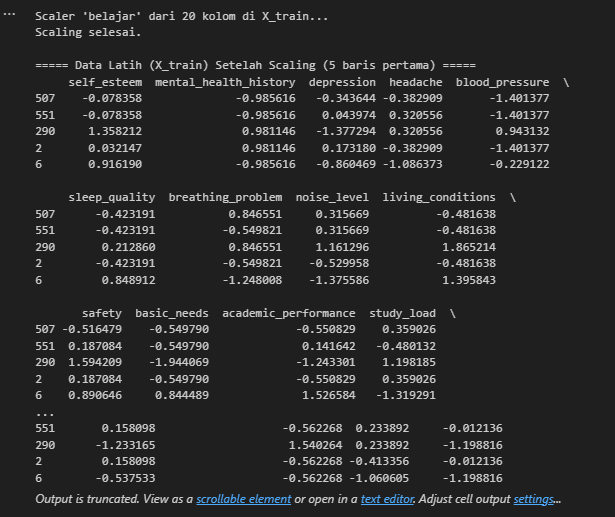 ...
Scaler 'belajar' dari 20 kolom di X_train...
Scaling selesai.
===== Data Latih (X_train) Setelah Scaling (5 baris pertama) =====
self_esteem mental_health_history depression headache blood_pressure \
507 -0.078358 -0.985616 -0.343644 -0.382909 -1.401377
551 -0.078358 -0.985616 0.043974 0.320556 -1.401377
290 1.358212 0.981146 -1.377294 0.320556 0.943132
2 0.032147 0.981146 0.173180 -0.382909 -1.401377
6 0.916190 -0.985616 -0.860469 -1.086373 -0.229122
sleep_quality breathing_problem noise_level living_conditions \
507 -0.423191 0.846551 0.315669 -0.481638
551 -0.423191 -0.549821 0.315669 -0.481638
290 0.212860 0.846551 1.161296 1.865214
2 -0.423191 -0.549821 -0.529958 -0.481638
6 0.848912 -1.248008 -1.375586 1.395843
safety basic_needs academic_performance study_load \
507 -0.516479 -0.549790 -0.550829 0.359026
551 0.187084 -0.549790 0.141642 -0.480132
290 1.594209 -1.944069 -1.243301 1.198185
2 0.187084 -0.549790 -0.550829 0.359026
6 0.890646 0.844489 1.526584 -1.319291
...
551 0.158098 -0.562268 0.233892 -0.012136
290 -1.233165 1.540264 0.233892 -1.198816
2 0.158098 -0.562268 -0.413356 -0.012136
6 -0.537533 -0.562268 -1.060605 -1.198816
Output is truncated. View as a scrollable element or open in a text editor. Adjust cell output settings...